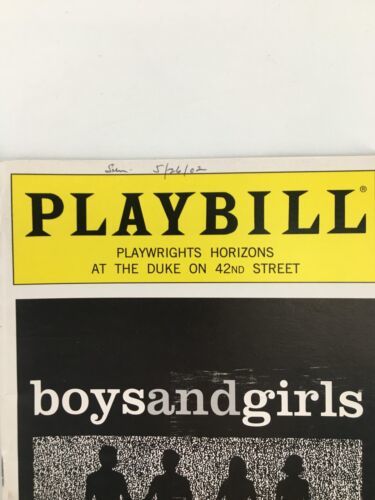 Sun. 5/26/02
PLAYBILL®
PLAYWRIGHTS HORIZONS
AT THE DUKE ON 42ND STREET
boysandgirls